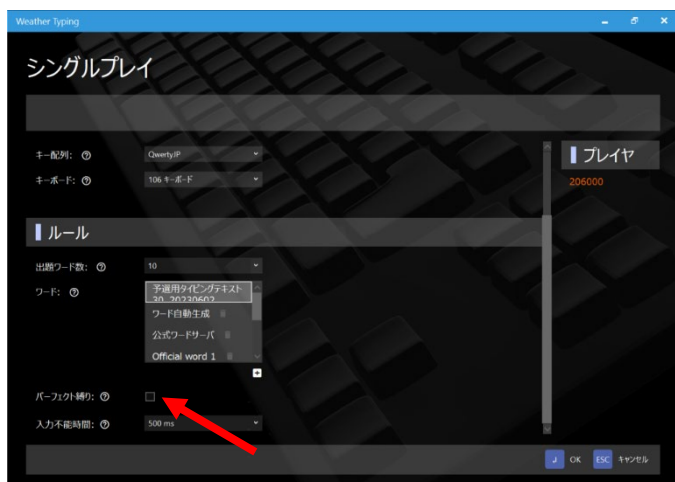 Weather Typing
シングルプレイ
キー配列:
QwertyJP
キーボード:
106 キーボード
プレイヤ
206000
ルール
出題ワード数:
10
ワード:
予選用タイピングテキスト
30_20230602
ワード自動生成
公式ワードサーバ
Official word 1
パーフェクト縛り:
入力不能時間:
500 ms
OK ESC キャンセル